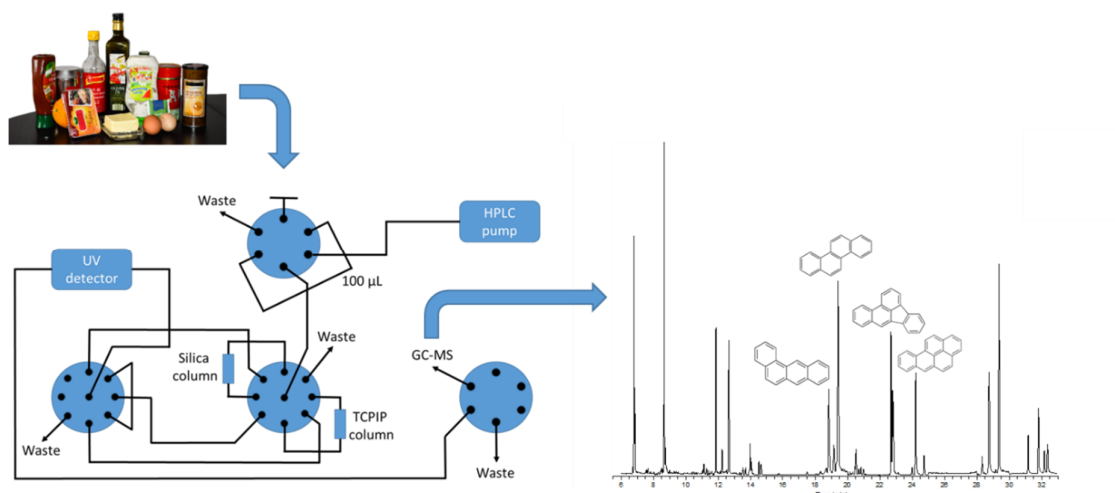 Waste
HPLC
pump
UV
detector
100 µL
Waste
Silica
column
GC-MS
TCPIP
column
Waste
Waste
6 8 10 12 14 16 18 20 22 24 26 28 30 32